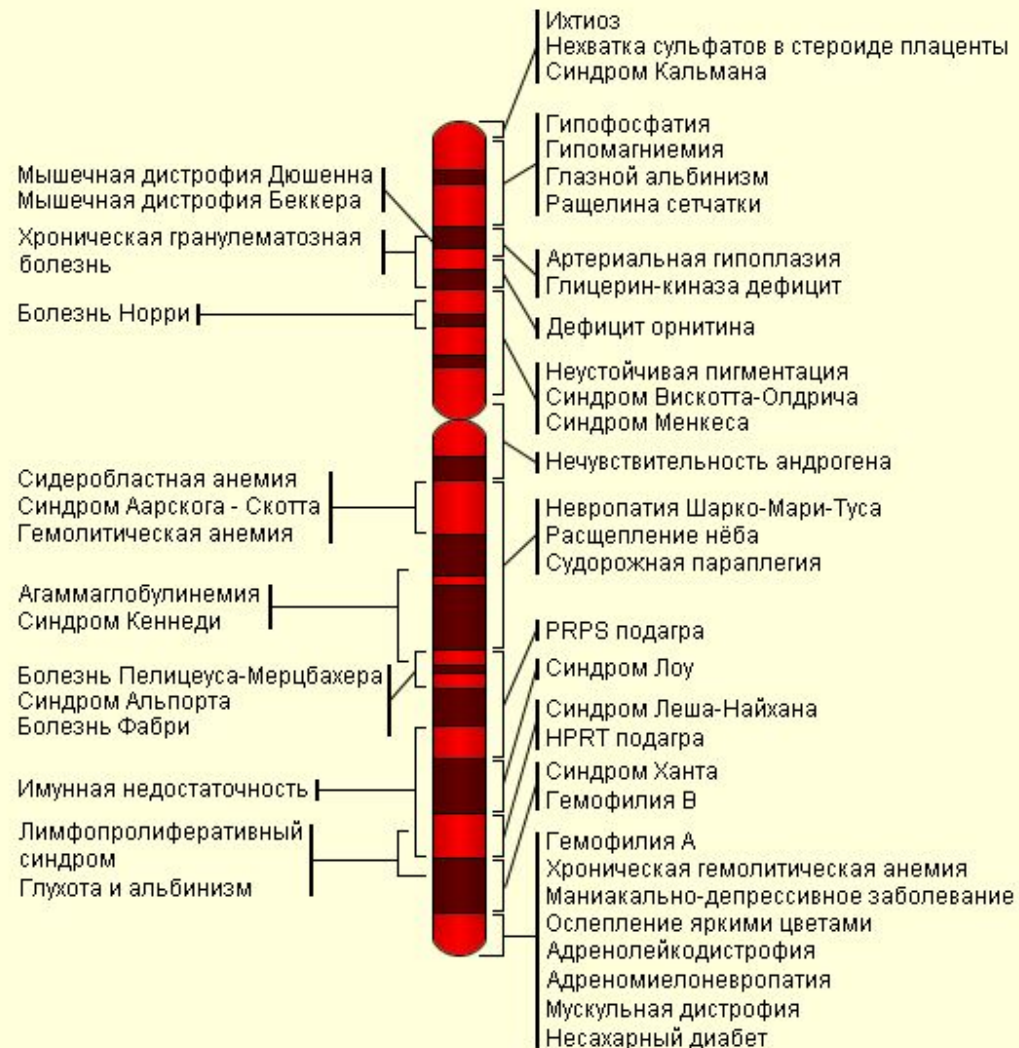 Ихтиоз
Нехватка сульфатов в стероиде плаценты
Синдром Кальмана
Гипофосфатия
Гипомагниемия
Глазной альбинизм
Ращелина сетчатки
Мышечная дистрофия Дюшенна
Мышечная дистрофия Беккера
Хроническая гранулематозная
болезнь
Болезнь Норри
Артериальная гипоплазия
Глицерин-киназа дефицит
Дефицит орнитина
Неустойчивая пигментация
Синдром Вискотта-Олдрича
Синдром Менкеса
Нечувствительность андрогена
Сидеробластная анемия
Синдром Аарскога - Скотта
Гемолитическая анемия
Невропатия Шарко-Мари-Туса
Расщепление нёба
Судорожная параплегия
Агаммаглобулинемия
Синдром Кеннеди
PRPS подагра
Синдром Лоу
Болезнь Пелицеуса-Мерцбахера
Синдром Альпорта
Болезнь Фабри
Синдром Леша-Найхана
HPRT подагра
Синдром Ханта
Гемофилия В
Имунная недостаточность
Лимфопролиферативный
синдром
Глухота и альбинизм
Гемофилия А
Хроническая гемолитическая анемия
Маниакально-депрессивное заболевание
Ослепление яркими цветами
Адренолейкодистрофия
Адреномиелоневропатия
Мускульная дистрофия
Несахарный диабет